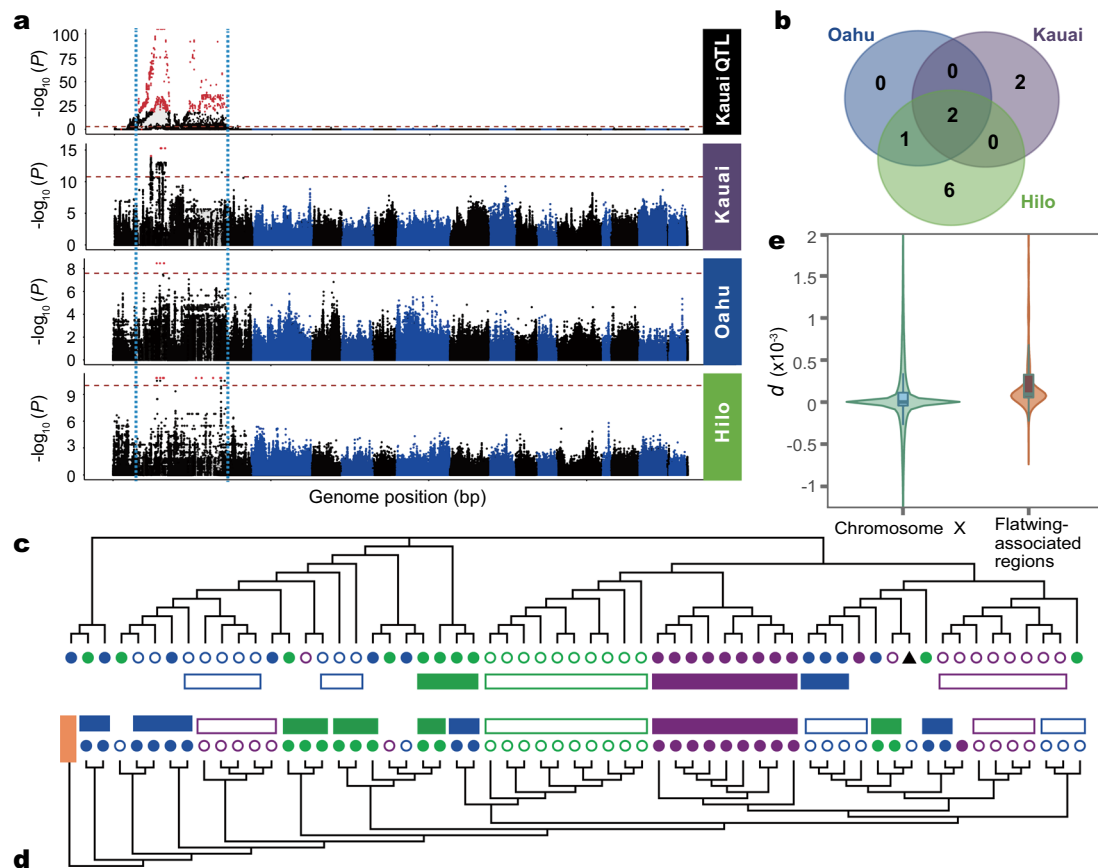 a
-log10 (P)
100
75
50
25
0
Kauai QTL
-log10 (P)
15
10
5
0
Kauai
-log10 (P)
8
6
4
2
0
Oahu
-log10 (P)
9
6
3
0
Hilo
Genome position (bp)
b
Oahu
Kauai
0
0
2
2
1
0
6
Hilo
e
d (x10-3)
2
1
0.5
0
-0.5
-1
Chromosome X
Flatwing-
associated
regions
c
d